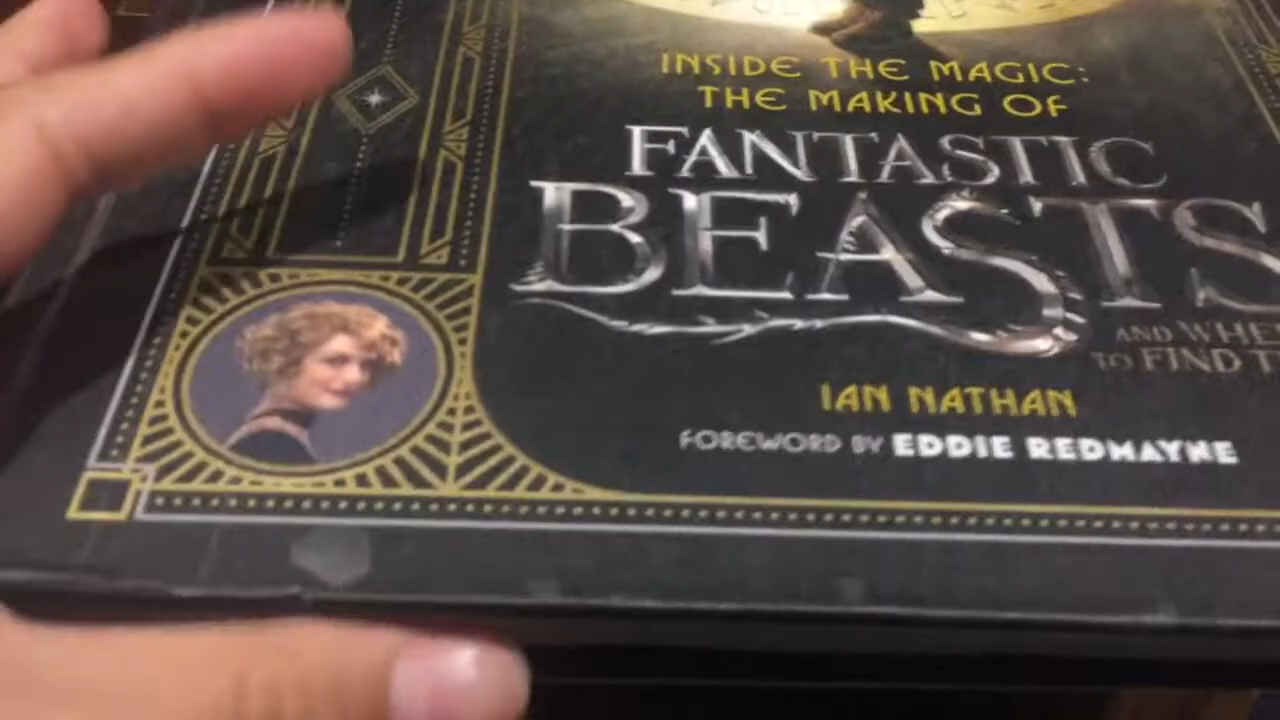 INSIDE THE MAGIC:
THE MAKING OF
FANTASTIC
BEASTS
AND WHE
TO FIND T
IAN NATHAN
FOREWORD BY EDDIE REDMAYNE